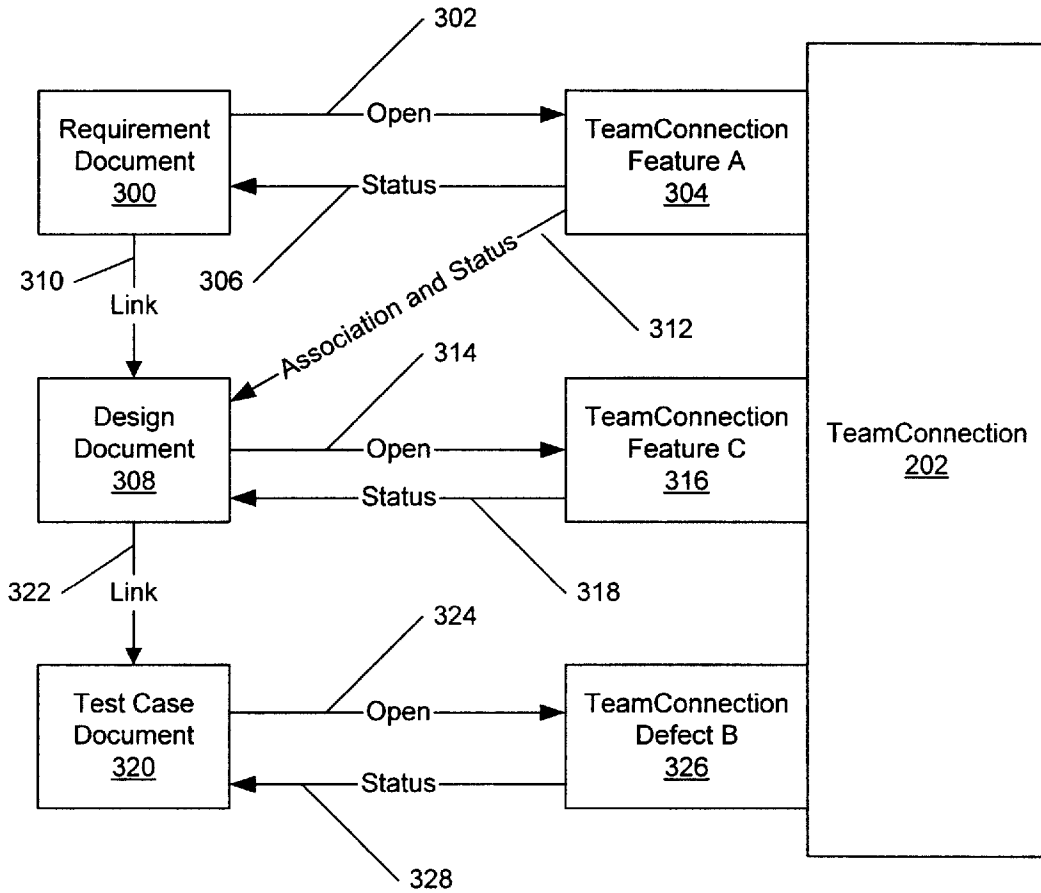 302
Requirement
Document
300
Open
TeamConnection
Feature A
304
Status
310
306
Link
Association and Status
312
314
Design
Document
308
Open
TeamConnection
Feature C
316
TeamConnection
202
Status
322
Link
318
324
Test Case
Document
320
Open
TeamConnection
Defect B
326
Status
328